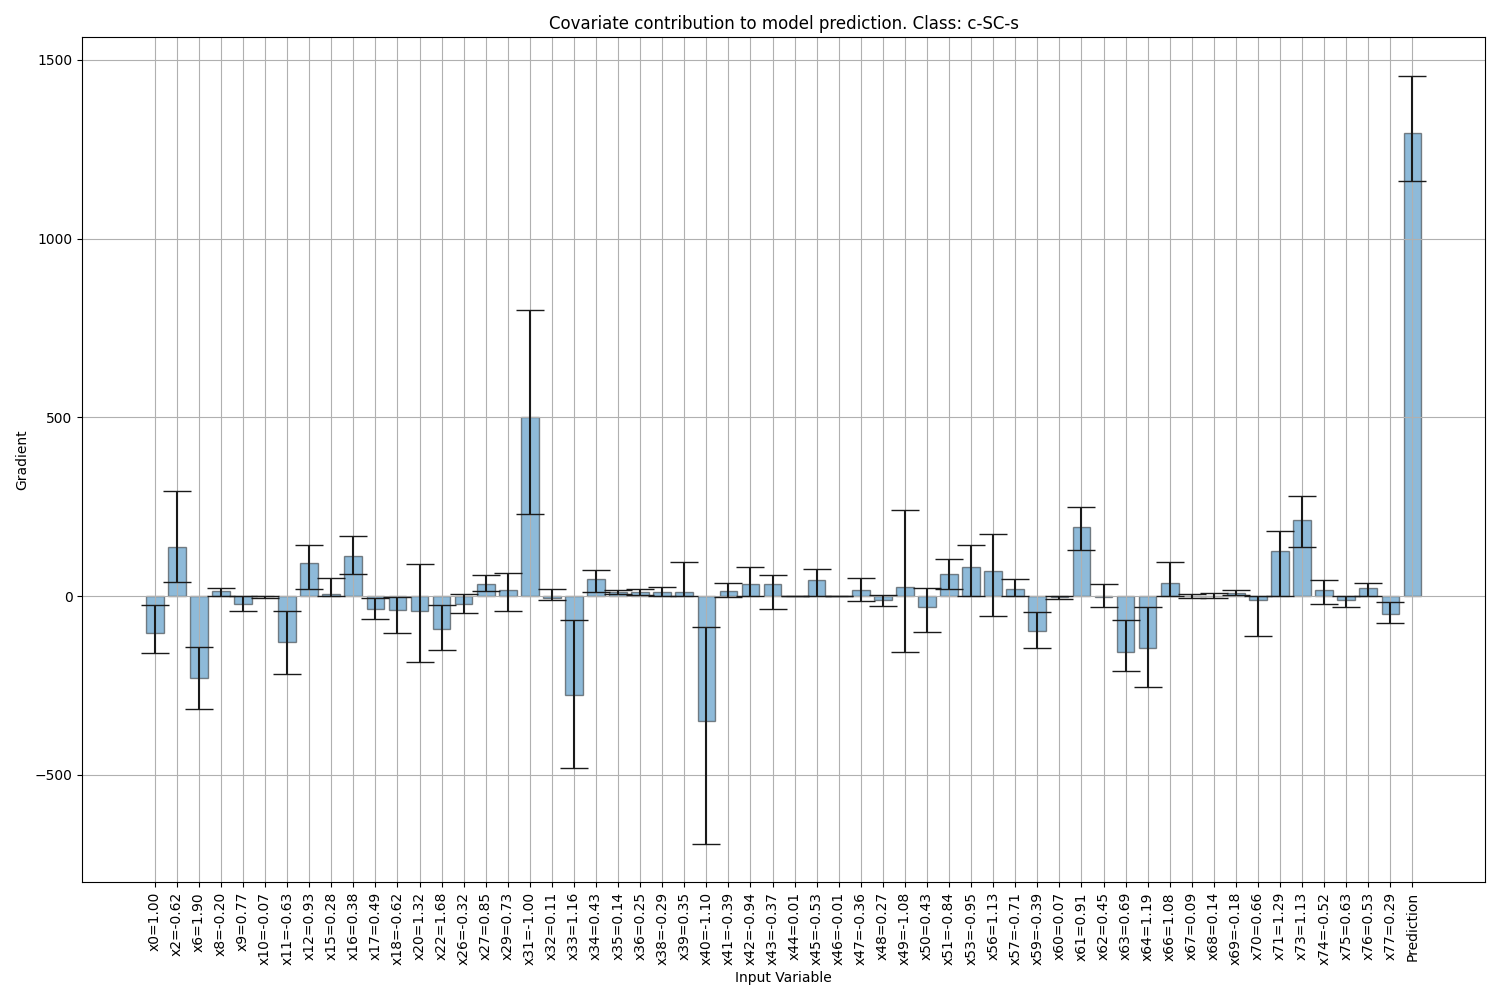 Covariate contribution to model prediction. Class: c-SC-s
1500
1000
500
0
−500
Gradient
x0=1.00
x2=-0.62
x6=1.90
x8=-0.20
x9=0.77
x10=-0.07
x11=-0.63
x12=0.93
x15=0.28
x16=0.38
x17=0.49
x18=-0.62
x20=1.32
x22=1.68
x26=-0.32
x27=0.85
x29=0.73
x31=-1.00
x32=0.11
x33=1.16
x34=0.43
x35=0.14
x36=0.25
x38=-0.29
x39=0.35
x40=-1.10
x41=-0.39
x42=-0.94
x43=-0.37
x44=0.01
x45=-0.53
x46=-0.01
x47=-0.36
x48=0.27
x49=-1.08
x50=0.43
x51=-0.84
x53=-0.95
x56=1.13
x57=-0.71
x59=-0.39
x60=0.07
x61=0.91
x62=0.45
x63=0.69
x64=1.19
x66=1.08
x67=0.09
x68=0.14
x69=-0.18
x70=0.66
x71=1.29
x73=1.13
x74=-0.52
x75=0.63
x76=0.53
x77=0.29
Prediction
Input Variable